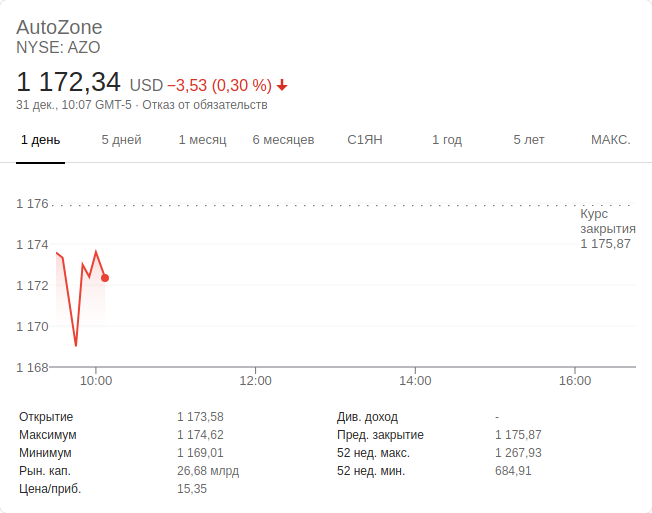 AutoZone
NYSE: AZO
1 172,34 USD −3,53 (0,30 %)
31 дек., 10:07 GMT-5 · Отказ от обязательств
1 день 5 дней 1 месяц 6 месяцев С1ЯН 1 год 5 лет МАКС.
1 176
Курс
закрытия
1 174
1 175,87
1 172
1 170
1 168
10:00 12:00 14:00 16:00
Открытие 1 173,58 Див. доход -
Максимум 1 174,62 Пред. закрытие 1 175,87
Минимум 1 169,01 52 нед. макс. 1 267,93
Рын. кап. 26,68 млрд 52 нед. мин. 684,91
Цена/приб. 15,35